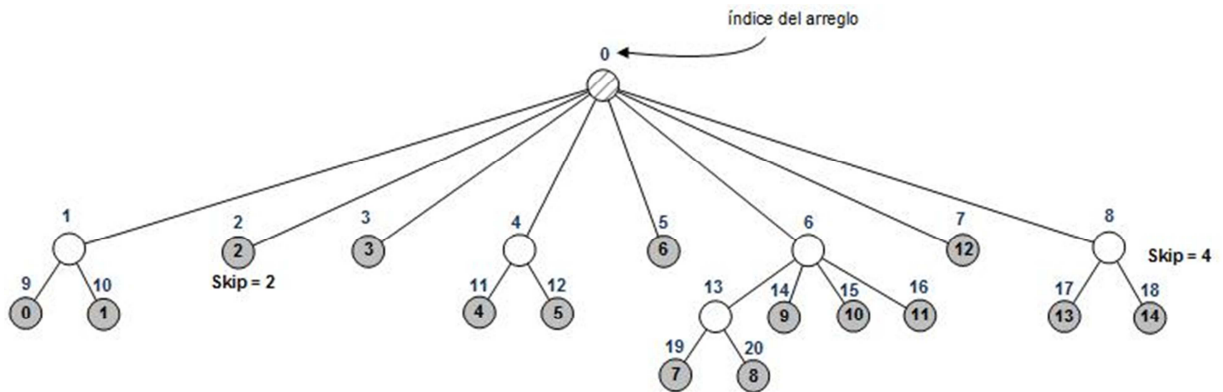 índice del arreglo
0
1 2 3 4 5 6 7 8
2 3 6 12
Skip = 2 Skip = 4
9 10 11 12 13 14 15 16 17 18
0 1 4 5 9 10 11 13 14
19 20
7 8